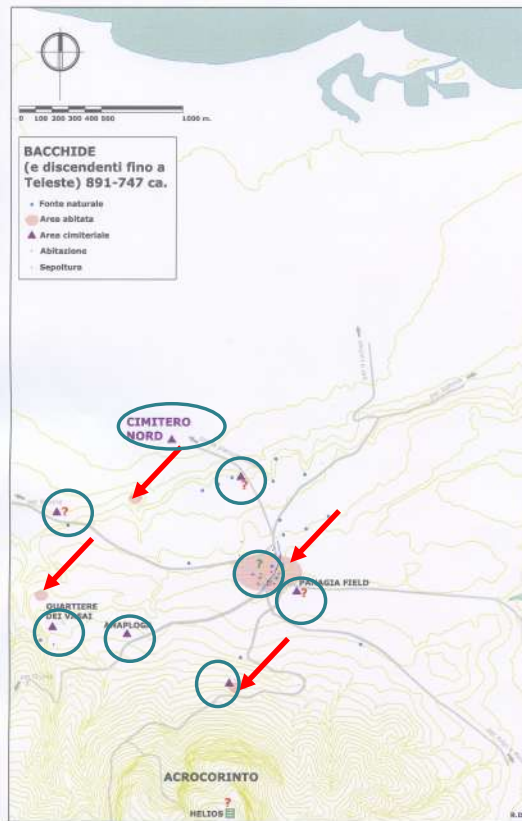 0 100 200 300 400 500 1000 m.
BACCHIDE
(e discendenti fino a
Teleste) 891-747 ca.
Fonte naturale
Area abitata
Area cimiteriale
Abitazione
Sepoltura
CIMITERO
NORD
?
?
?
PANAGIA FIELD
?
QUARTIERE
DEI VASAI
ANAPLOGA
ACROCORINTO
?
HELIOS